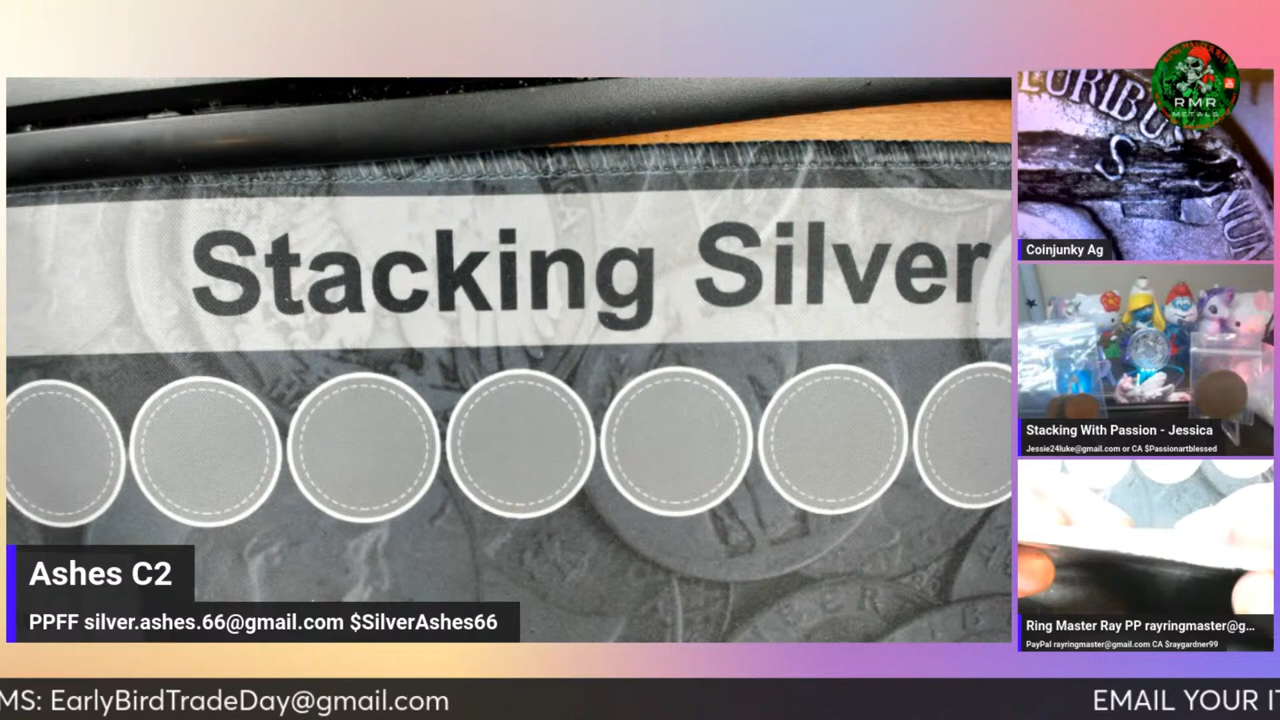 Stacking Silver
Ashes C2
PPFF silver.ashes.66@gmail.com $SilverAshes66
RMR
METALS
Coinjunky Ag
Stacking With Passion - Jessica
Jessie24luke@gmail.com or CA $Passionartblessed
Ring Master Ray PP rayringmaster@g...
PayPal rayringmaster@gmail.com CA $raygardner99
MS: EarlyBirdTradeDay@gmail.com
EMAIL YOUR IT